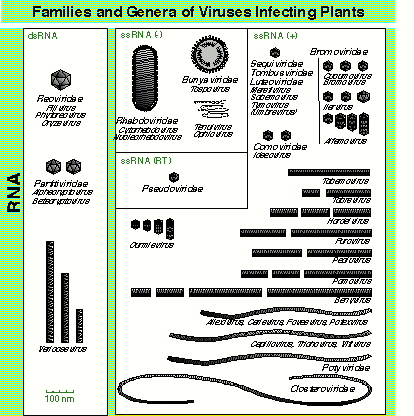 Families and Genera of Viruses Infecting Plants
RNA
dsRNA
Reoviridae
Fiji virus
Phytoreovirus
Oryzavirus
Partitiviridae
Alphacryptovirus
Betacryptovirus
Varicosavirus
100 nm
ssRNA (-)
Rhabdoviridae
Cytorhabdovirus
Nucleorhabdovirus
Bunyaviridae
Tospovirus
Tenuivirus
Ophiovirus
ssRNA (RT)
Pseudoviridae
ssRNA (+)
Bromoviridae
Sequiviridae
Tombusviridae
Luteoviridae
Marafivirus
Sobemovirus
Tymovirus
(Umbravirus)
Cucumovirus
Bromovirus
Ilarvirus
Alfamovirus
Comoviridae
Idaeovirus
Ourmiavirus
Tobamovirus
Tobravirus
Hordeivirus
Furovirus
Pecluvirus
Pomovirus
Benyvirus
Allexivirus, Carlavirus, Foveavirus, Potexvirus
Capillovirus, Trichovirus, Vitivirus
Potyviridae
Closteroviridae